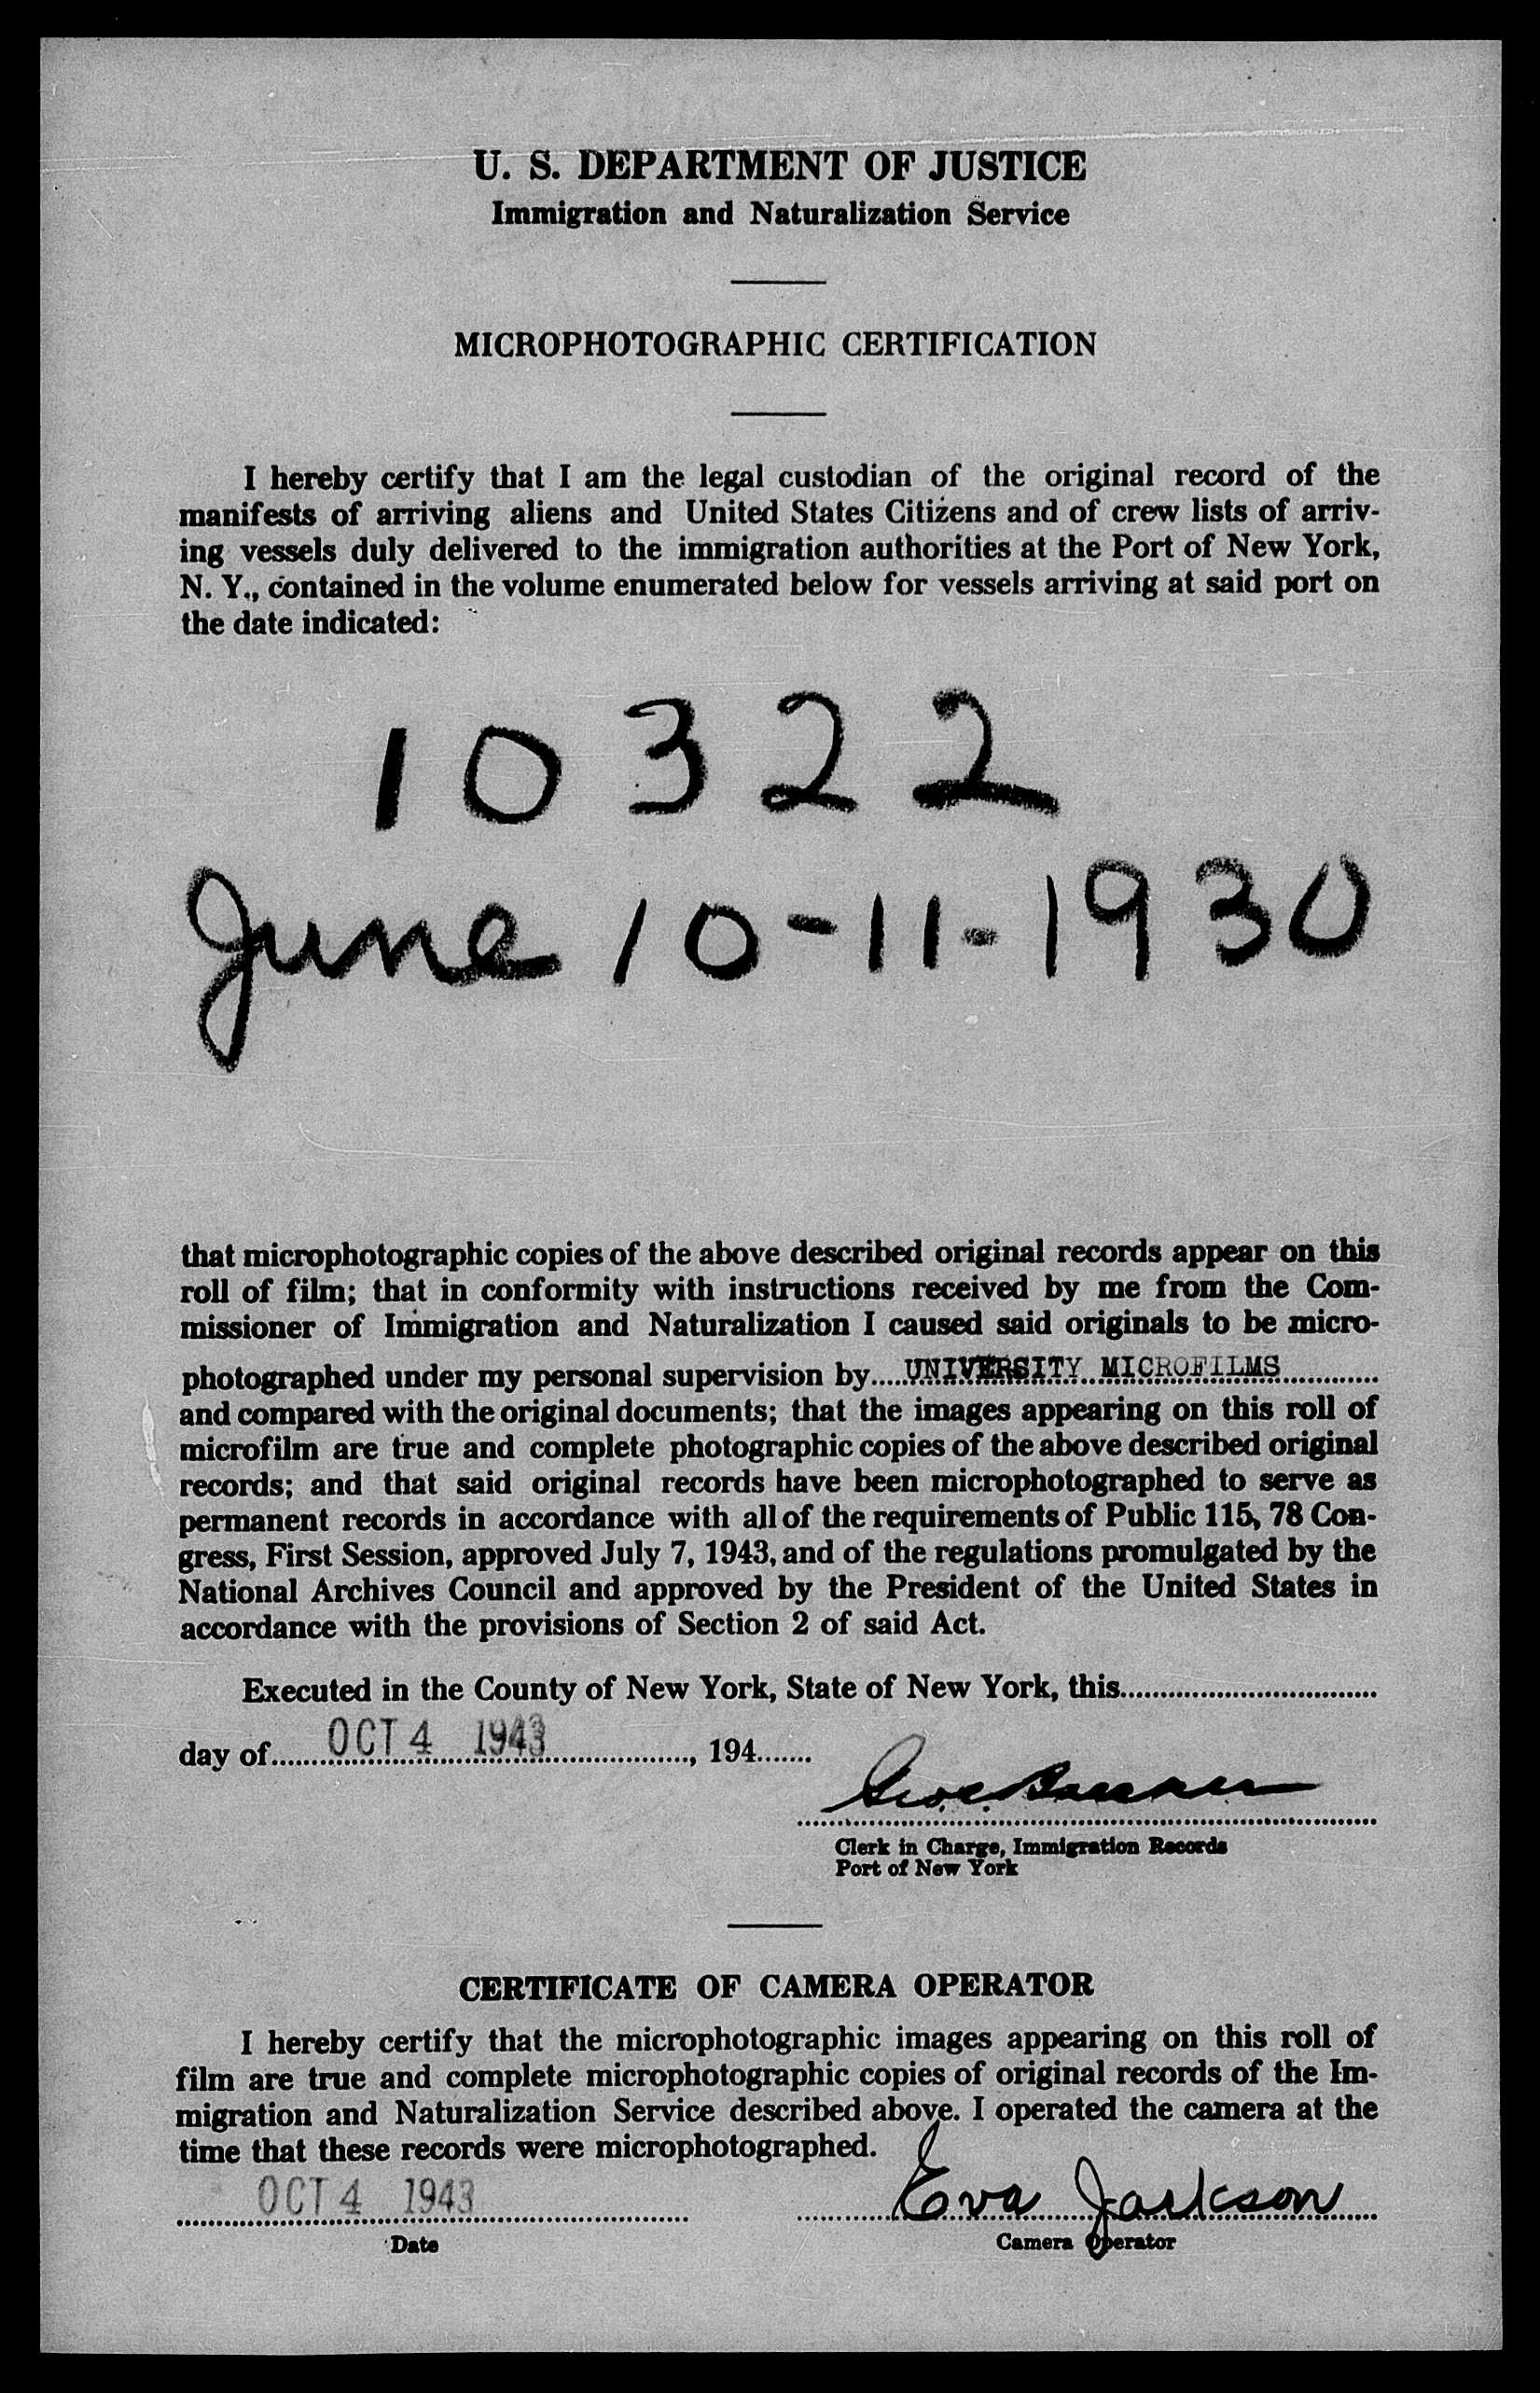 U. S. DEPARTMENT OF JUSTICE
Immigration and Naturalization Service
MICROPHOTOGRAPHIC CERTIFICATION
I hereby certify that I am the legal custodian of the original record of the
manifests of arriving aliens and United States Citizens and of crew lists of arriv-
ing vessels duly delivered to the immigration authorities at the Port of New York,
N. Y., contained in the volume enumerated below for vessels arriving at said port on
the date indicated:
10322
June 10-11-1930
that microphotographic copies of the above described original records appear on this
roll of film; that in conformity with instructions received by me from the Com-
missioner of Immigration and Naturalization I caused said originals to be micro-
photographed under my personal supervision by.....UNIVERSITY MICROFILMS
and compared with the original documents; that the images appearing on this roll of
microfilm are true and complete photographic copies of the above described original
records; and that said original records have been microphotographed to serve as
permanent records in accordance with all of the requirements of Public 115, 78 Con-
gress, First Session, approved July 7, 1943, and of the regulations promulgated by the
National Archives Council and approved by the President of the United States in
accordance with the provisions of Section 2 of said Act.
Executed in the County of New York, State of New York, this
day of OCT 4 1943, 194
Clerk in Charge, Immigration Records
Port of New York
CERTIFICATE OF CAMERA OPERATOR
I hereby certify that the microphotographic images appearing on this roll of
film are true and complete microphotographic copies of original records of the Im-
migration and Naturalization Service described above. I operated the camera at the
time that these records were microphotographed.
OCT 4 1943 Eva Jackson
Date Camera Operator